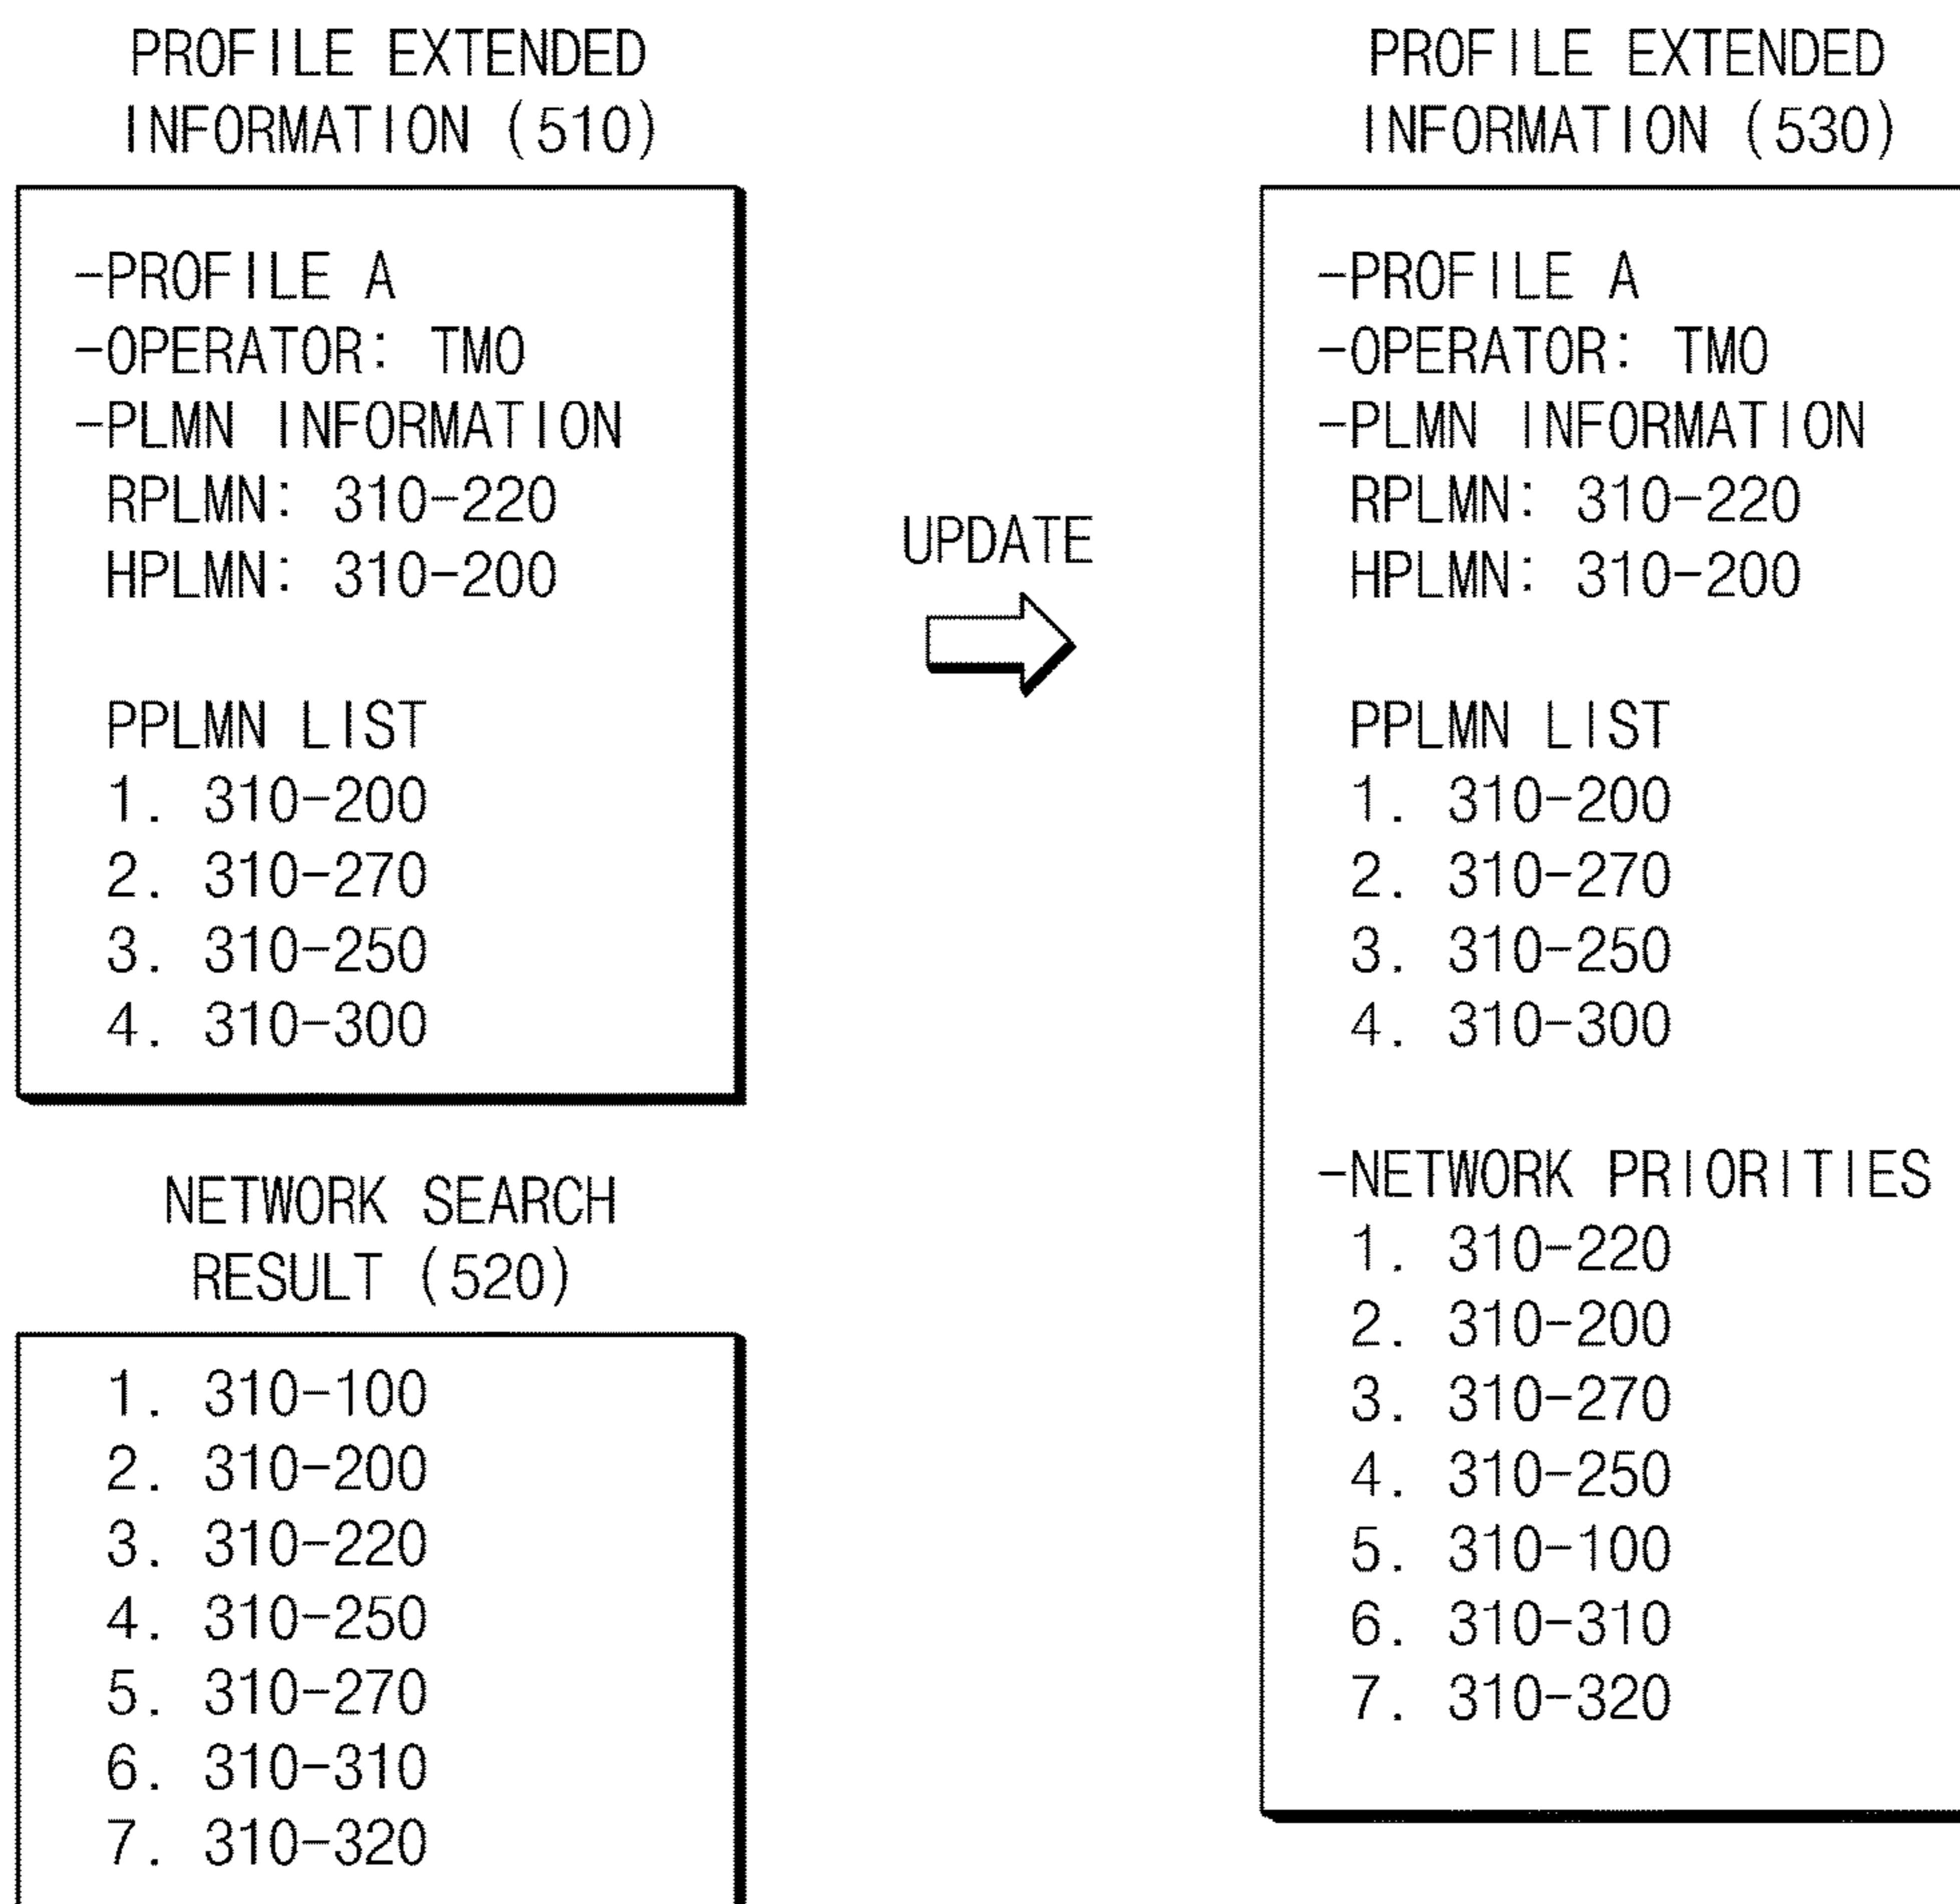 PROFILE EXTENDED
INFORMATION (510)
-PROFILE A
-OPERATOR: TMO
-PLMN INFORMATION
RPLMN: 310-220
HPLMN: 310-200
PPLMN LIST
1. 310-200
2. 310-270
3. 310-250
4. 310-300
NETWORK SEARCH
RESULT (520)
1. 310-100
2. 310-200
3. 310-220
4. 310-250
5. 310-270
6. 310-310
7. 310-320
UPDATE
PROFILE EXTENDED
INFORMATION (530)
-PROFILE A
-OPERATOR: TMO
-PLMN INFORMATION
RPLMN: 310-220
HPLMN: 310-200
PPLMN LIST
1. 310-200
2. 310-270
3. 310-250
4. 310-300
-NETWORK PRIORITIES
1. 310-220
2. 310-200
3. 310-270
4. 310-250
5. 310-100
6. 310-310
7. 310-320